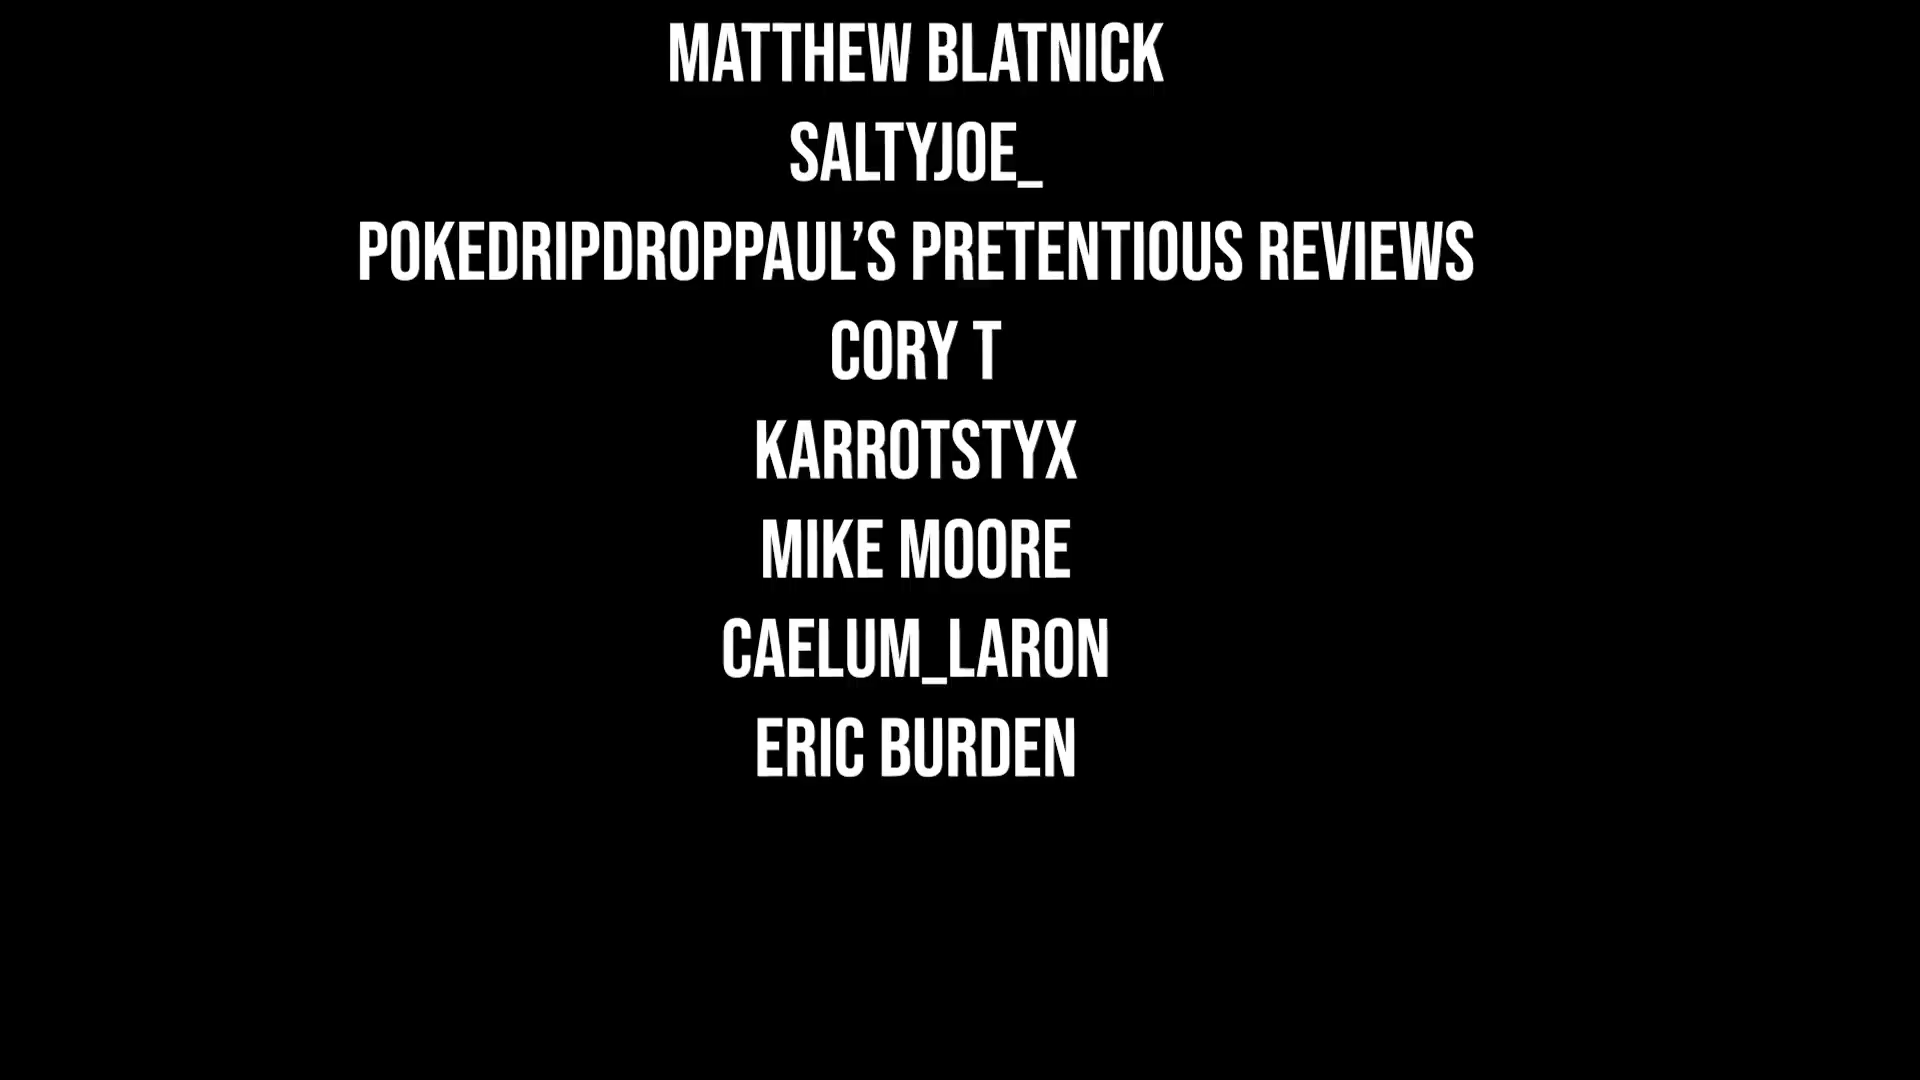 MATTHEW BLATNICK
SALTYJOE_
POKEDRIPDROPPAUL’S PRETENTIOUS REVIEWS
CORY T
KARROTSTYX
MIKE MOORE
CAELUM_LARON
ERIC BURDEN